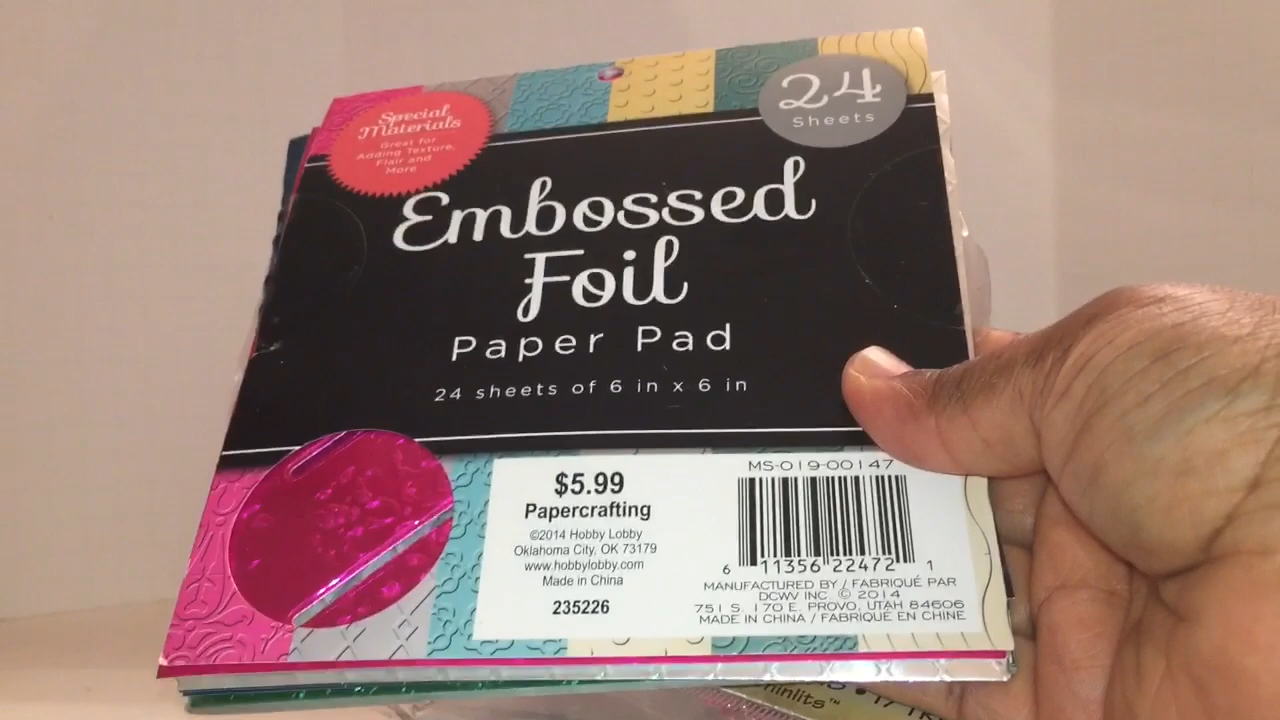 Special
Materials
Great for
Adding Texture,
Flair and
More
24
Sheets
Embossed
Foil
Paper Pad
24 sheets of 6 in x 6 in
$5.99
Papercrafting
©2014 Hobby Lobby
Oklahoma City, OK 73179
www.hobbylobby.com
Made in China
235226
MS-019-00147
6 11356 22472 1
MANUFACTURED BY / FABRIQUÉ PAR
DCWV INC. © 2014
751 S. 170 E. PROVO, UTAH 84606
MADE IN CHINA / FABRIQUÉ EN CHINE